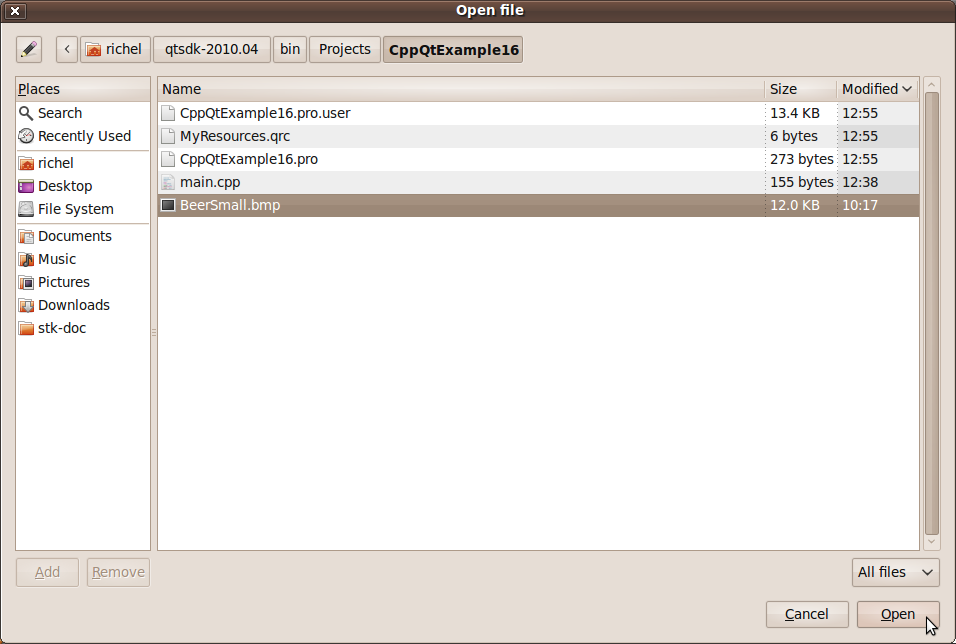 Open file
richel qtsdk-2010.04 bin Projects CppQtExample16
Places
Search
Recently Used
richel
Desktop
File System
Documents
Music
Pictures
Downloads
stk-doc
Name Size Modified
CppQtExample16.pro.user 13.4 KB 12:55
MyResources.qrc 6 bytes 12:55
CppQtExample16.pro 273 bytes 12:55
main.cpp 155 bytes 12:38
BeerSmall.bmp 12.0 KB 10:17
Add Remove All files
Cancel Open